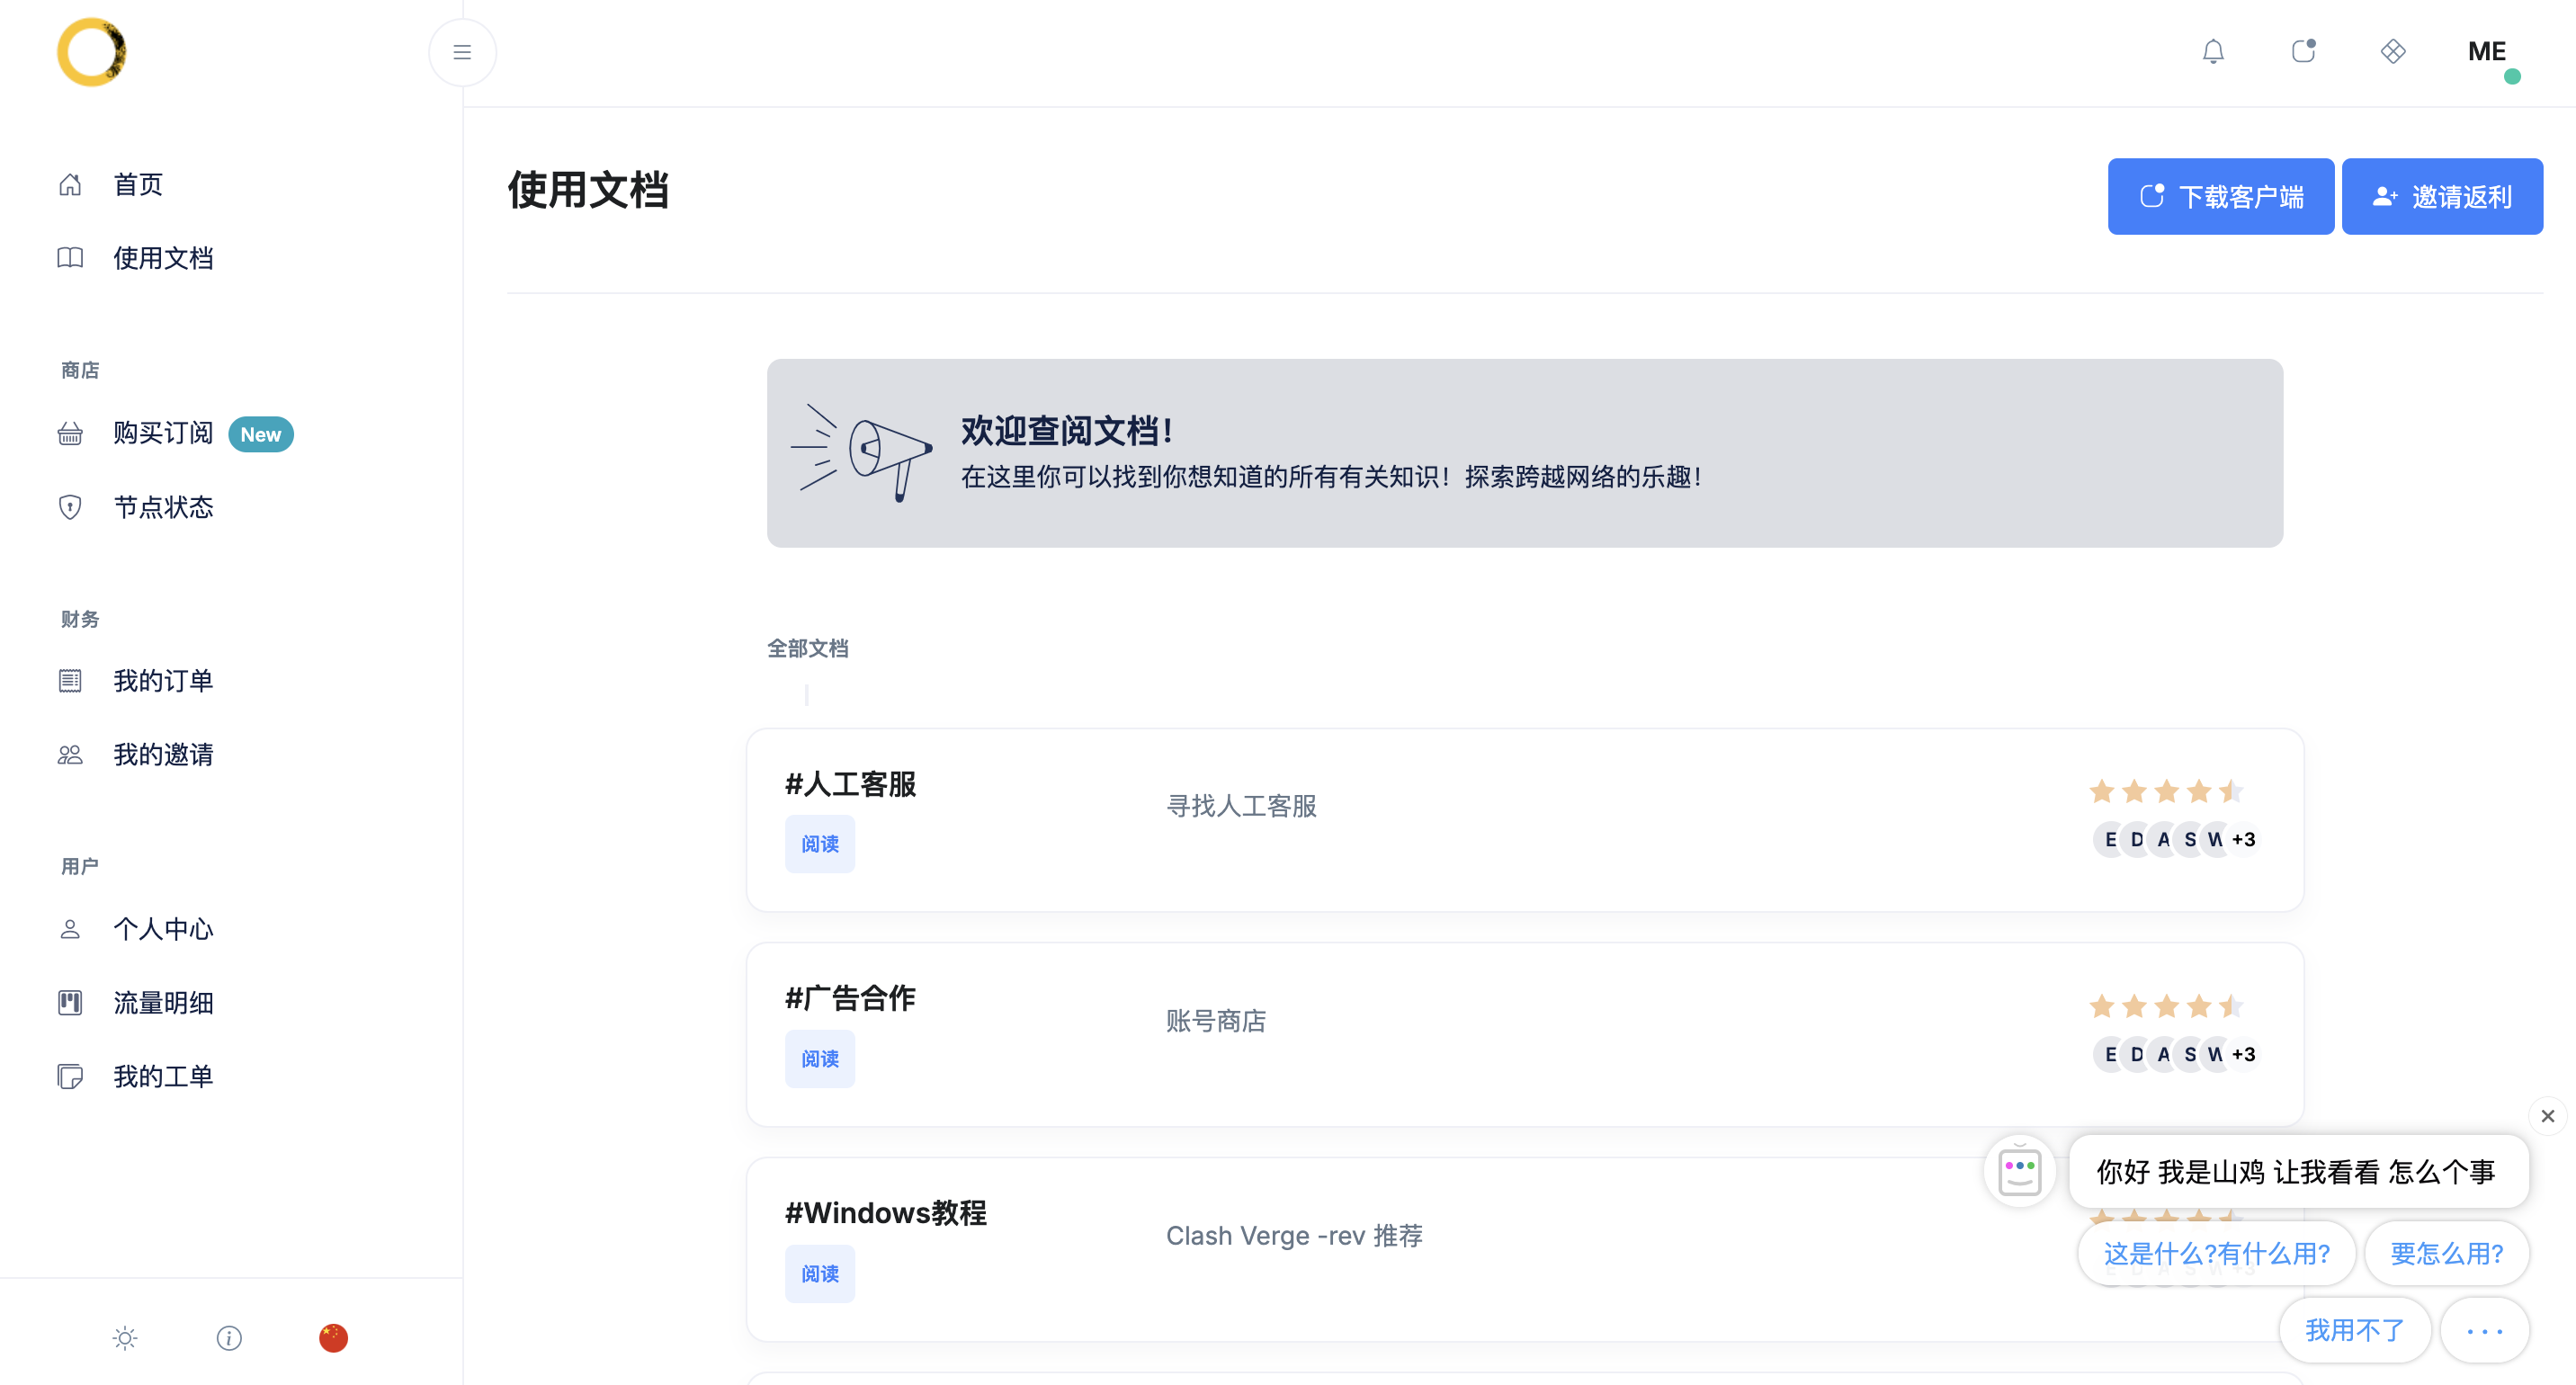 ME
首页
使用文档
商店
购买订阅 New
节点状态
财务
我的订单
我的邀请
用户
个人中心
流量明细
我的工单
使用文档
下载客户端
邀请返利
欢迎查阅文档！
在这里你可以找到你想知道的所有有关知识！探索跨越网络的乐趣！
全部文档
#人工客服
阅读
寻找人工客服
E D A S W +3
#广告合作
阅读
账号商店
E D A S W +3
#Windows教程
阅读
Clash Verge -rev 推荐
E D A S W +3
你好 我是山鸡 让我看看 怎么个事
这是什么?有什么用?
要怎么用?
我用不了
···